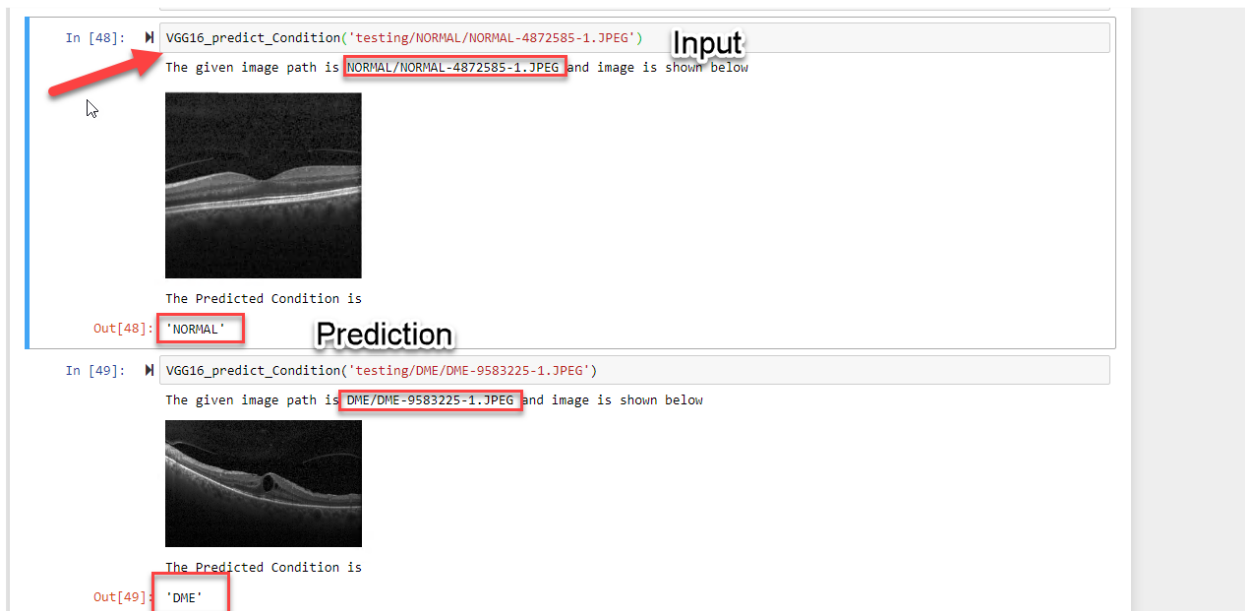 In [48]: VGG16_predict_Condition('testing/NORMAL/NORMAL-4872585-1.JPEG') Input
The given image path is NORMAL/NORMAL-4872585-1.JPEG and image is shown below
The Predicted Condition is
Out[48]: 'NORMAL'
Prediction
In [49]: VGG16_predict_Condition('testing/DME/DME-9583225-1.JPEG')
The given image path is DME/DME-9583225-1.JPEG and image is shown below
The Predicted Condition is
Out[49]: 'DME'